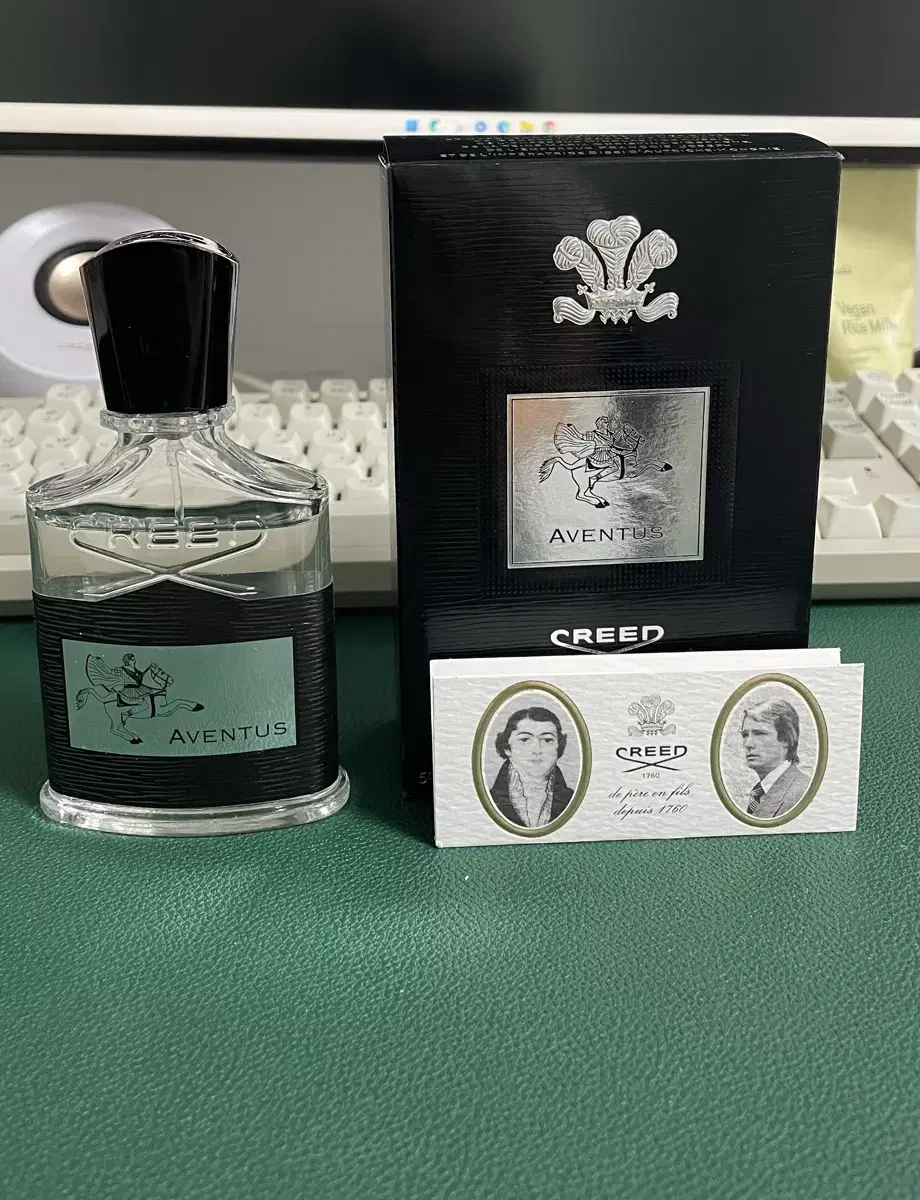 AVENTUS
CREED
CREED
AVENTUS
CREED
1760
de père en fils
depuis 1760
Vegan
Rice Milk